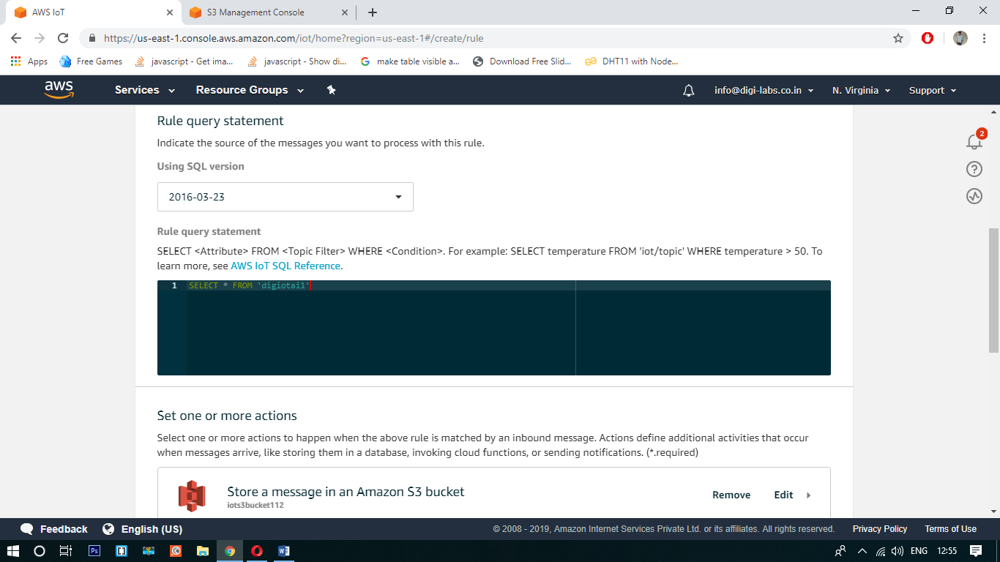 AWS IoT
S3 Management Console
https://us-east-1.console.aws.amazon.com/iot/home?region=us-east-1#/create/rule
Apps
Free Games
javascript - Get ima...
javascript - Show di...
make table visible a...
Download Free Slid...
DHT11 with Node...
aws
Services
Resource Groups
info@digi-labs.co.in
N. Virginia
Support
2
Rule query statement
Indicate the source of the messages you want to process with this rule.
Using SQL version
2016-03-23
Rule query statement
SELECT <Attribute> FROM <Topic Filter> WHERE <Condition>. For example: SELECT temperature FROM 'iot/topic' WHERE temperature > 50. To
learn more, see AWS IoT SQL Reference.
1 SELECT * FROM 'digiotai1'
Set one or more actions
Select one or more actions to happen when the above rule is matched by an inbound message. Actions define additional activities that occur
when messages arrive, like storing them in a database, invoking cloud functions, or sending notifications. (*.required)
Store a message in an Amazon S3 bucket
iots3bucket112
Remove
Edit
Feedback
English (US)
© 2008 - 2019, Amazon Internet Services Private Ltd. or its affiliates. All rights reserved.
Privacy Policy
Terms of Use
Ps
ENG
12:55